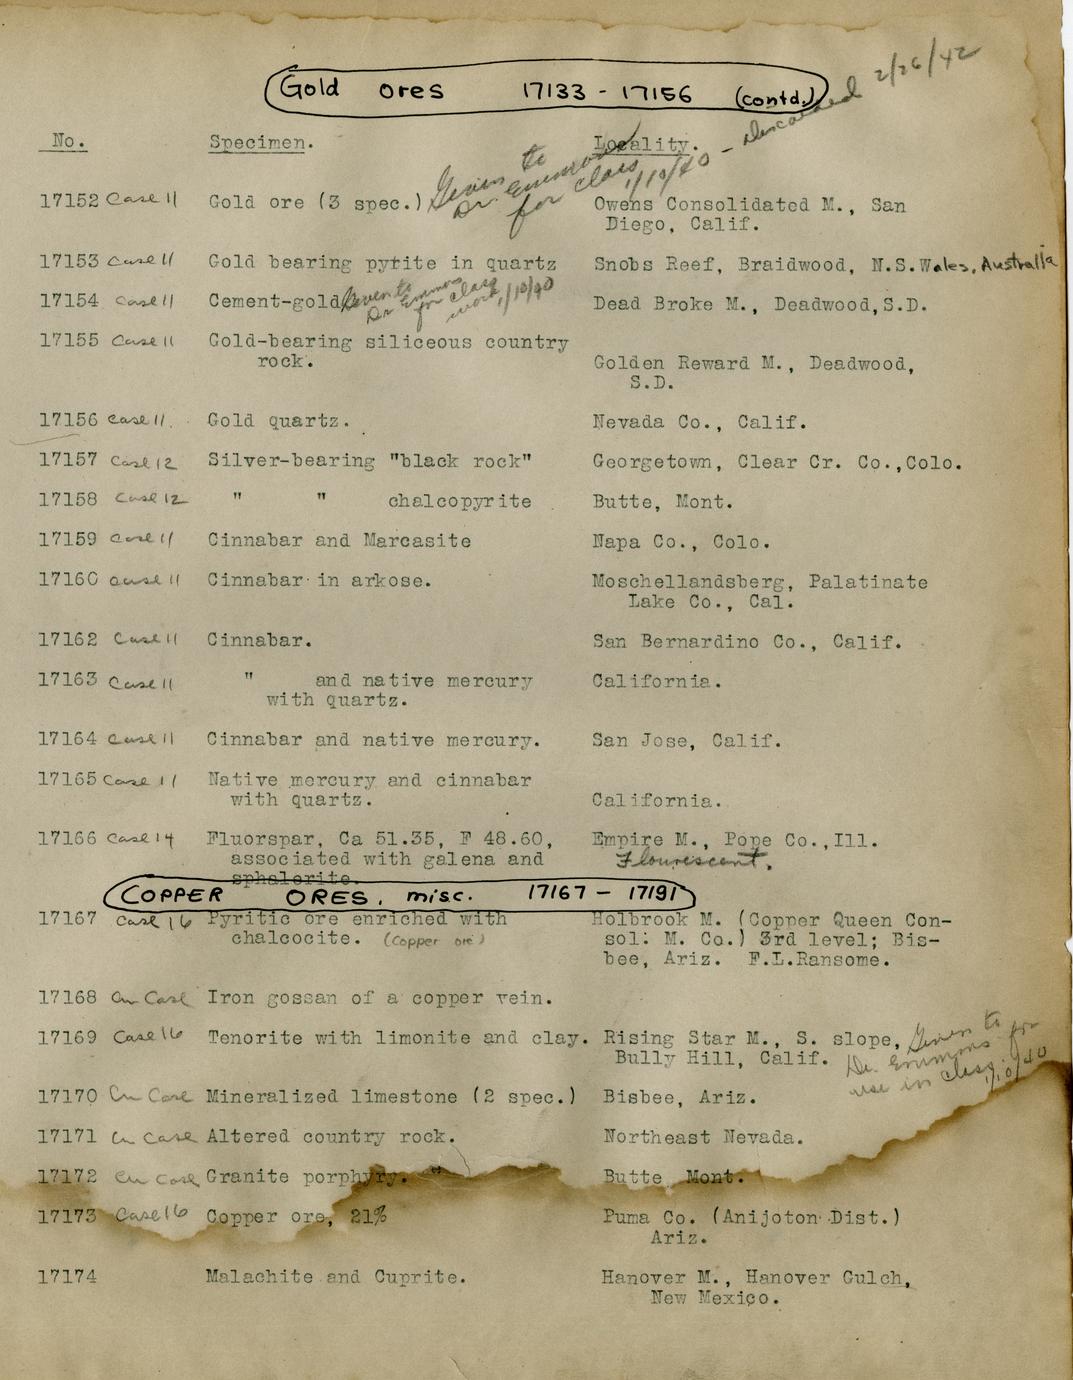 Gold ores 17133 - 17156 (contd.)
Discarded 2/26/42
No. Specimen. Locality.
Given to
Dr. Emmons
for class
1/10/40 -
17152 Case 11 Gold ore (3 spec.) Owens Consolidated M., San
Diego, Calif.
17153 Case 11 Gold bearing pyrite in quartz Snobs Reef, Braidwood, N.S.Wales, Australia
17154 Case 11 Cement-gold Dead Broke M., Deadwood,S.D.
Given to
Dr Emmons
for class
work, 1/10/40
17155 Case 11 Gold-bearing siliceous country
rock. Golden Reward M., Deadwood,
S.D.
17156 Case 11. Gold quartz. Nevada Co., Calif.
17157 Case 12 Silver-bearing "black rock" Georgetown, Clear Cr. Co.,Colo.
17158 Case 12 " " chalcopyrite Butte, Mont.
17159 Case 11 Cinnabar and Marcasite Napa Co., Colo.
17160 Case 11 Cinnabar in arkose. Moschellandsberg, Palatinate
Lake Co., Cal.
17162 Case 11 Cinnabar. San Bernardino Co., Calif.
17163 Case 11 " and native mercury California.
with quartz.
17164 Case 11 Cinnabar and native mercury. San Jose, Calif.
17165 Case 11 Native mercury and cinnabar
with quartz. California.
17166 Case 14 Fluorspar, Ca 51.35, F 48.60, Empire M., Pope Co.,Ill.
associated with galena and Flourescent.
sphalerite.
COPPER ORES, misc. 17167 - 17191
17167 Case 16 Pyritic ore enriched with Holbrook M. (Copper Queen Con-
chalcocite. (Copper ore) sol: M. Co.) 3rd level; Bis-
bee, Ariz. F.L.Ransome.
17168 In Case Iron gossan of a copper vein.
17169 Case 16 Tenorite with limonite and clay. Rising Star M., S. slope,
Bully Hill, Calif.
Given to
Dr. Emmons for
use in class 1/10/40
17170 In Case Mineralized limestone (2 spec.) Bisbee, Ariz.
17171 In Case Altered country rock. Northeast Nevada.
17172 In Case Granite porphyry. " Butte, Mont.
17173 Case 16 Copper ore, 21% Puma Co. (Anijoton Dist.)
Ariz.
17174 Malachite and Cuprite. Hanover M., Hanover Gulch,
New Mexico.